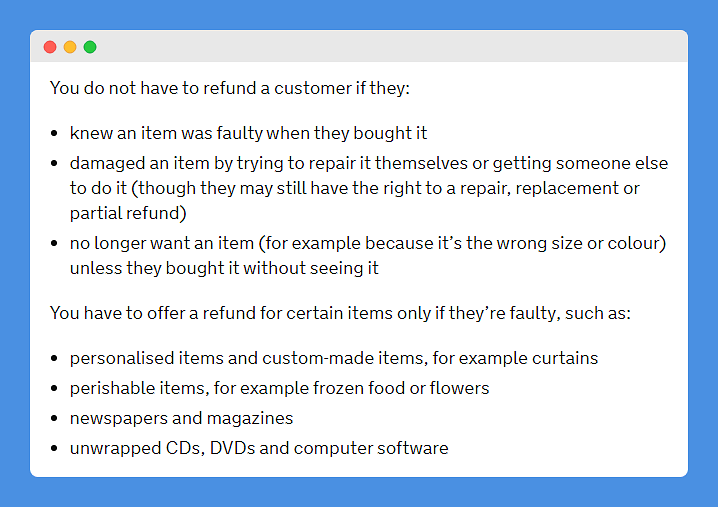 You do not have to refund a customer if they:
• knew an item was faulty when they bought it
• damaged an item by trying to repair it themselves or getting someone else
to do it (though they may still have the right to a repair, replacement or
partial refund)
• no longer want an item (for example because it’s the wrong size or colour)
unless they bought it without seeing it
You have to offer a refund for certain items only if they’re faulty, such as:
• personalised items and custom-made items, for example curtains
• perishable items, for example frozen food or flowers
• newspapers and magazines
• unwrapped CDs, DVDs and computer software